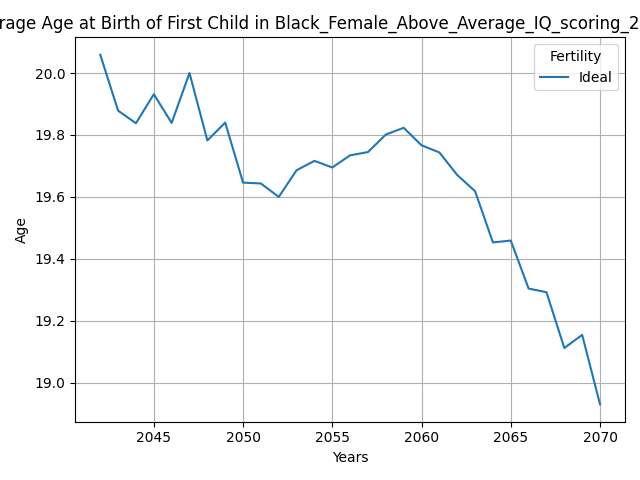 rage Age at Birth of First Child in Black_Female_Above_Average_IQ_scoring_2
Fertility
Ideal
20.0
19.8
19.6
19.4
19.2
19.0
Age
2045 2050 2055 2060 2065 2070
Years